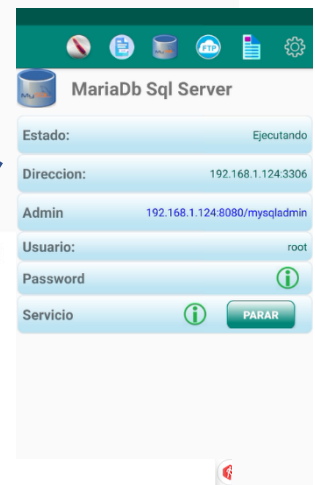 FTP
MariaDb Sql Server
Estado: Ejecutando
Direccion: 192.168.1.124:3306
Admin 192.168.1.124:8080/mysqladmin
Usuario: root
Password
Servicio PARAR